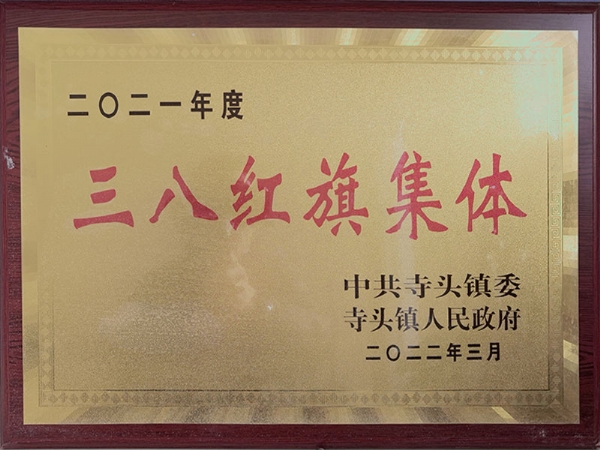 二〇二一年度
三八红旗集体
中共寺头镇委
寺头镇人民政府
二〇二二年三月